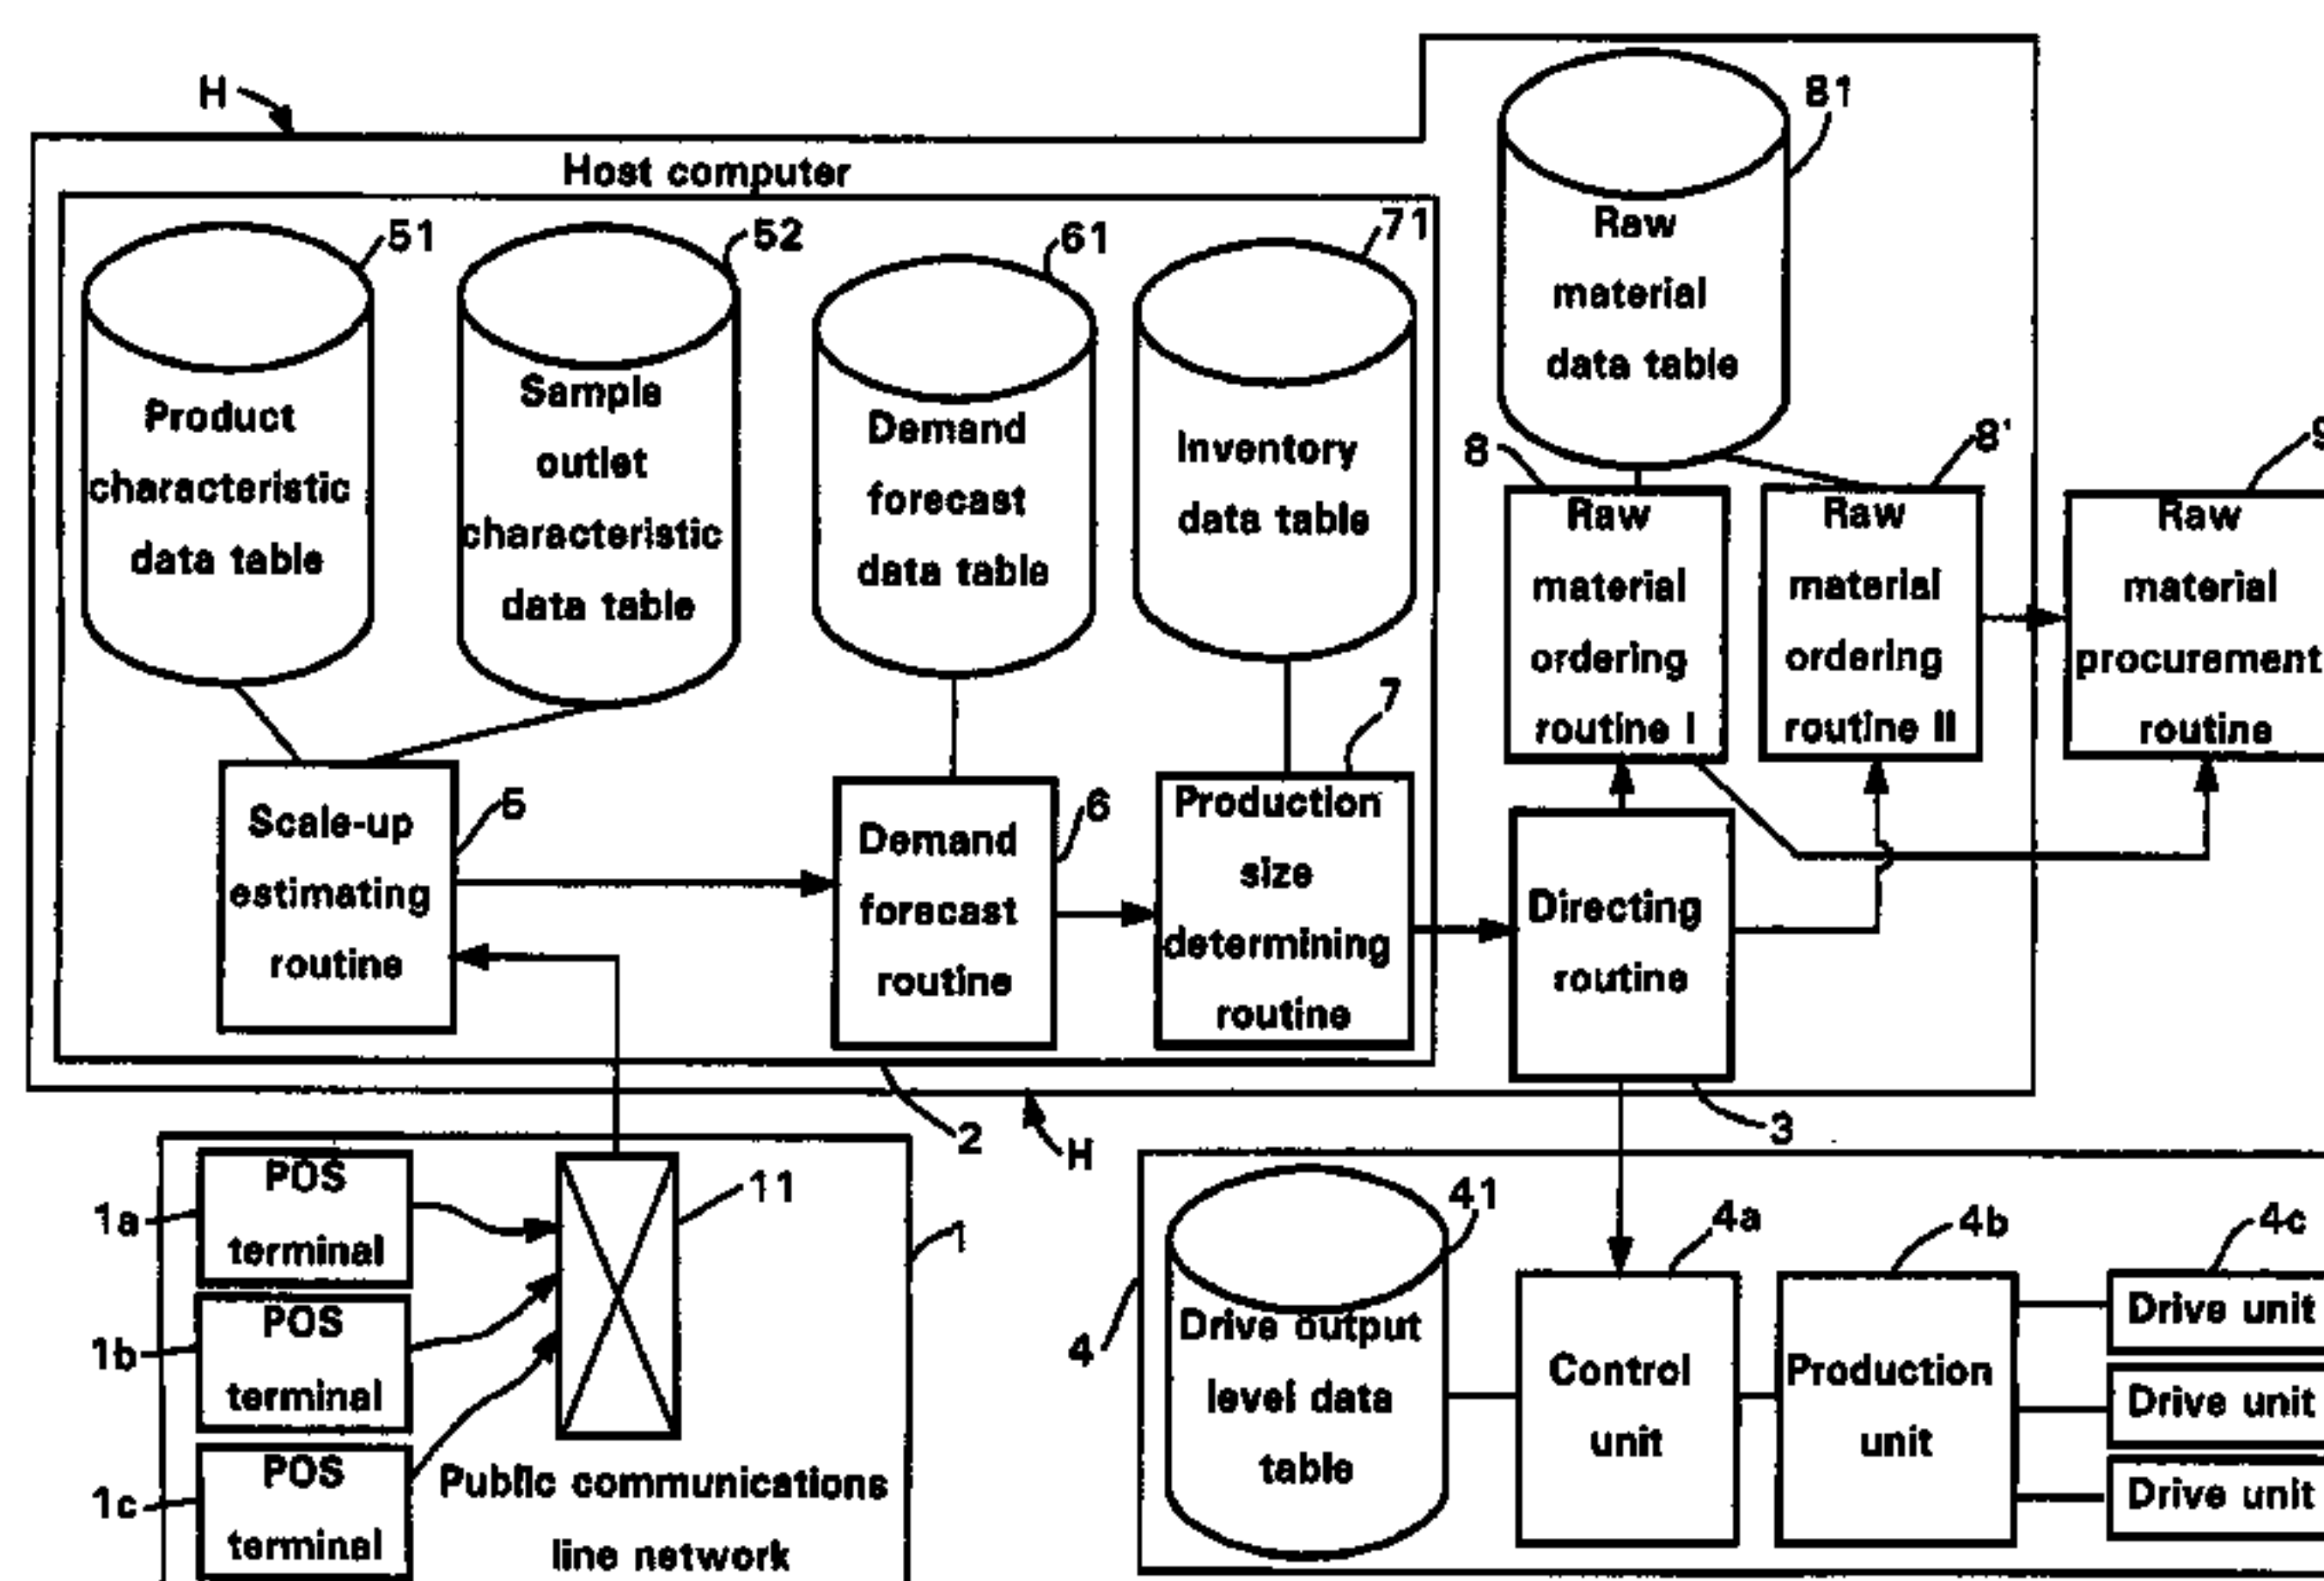 H
Host computer
51
52
61
71
81
Product
characteristic
data table
Sample
outlet
characteristic
data table
Demand
forecast
data table
Inventory
data table
Raw
material
data table
8
8'
9
Raw
material
ordering
routine I
Raw
material
ordering
routine II
Raw
material
procurement
routine
5
Scale-up
estimating
routine
6
Demand
forecast
routine
7
Production
size
determining
routine
Directing
routine
2
H
3
1a
POS
terminal
1b
POS
terminal
1c
POS
terminal
11
1
Public communications
line network
4
41
Drive output
level data
table
4a
Control
unit
4b
Production
unit
4c
Drive unit
Drive unit
Drive unit